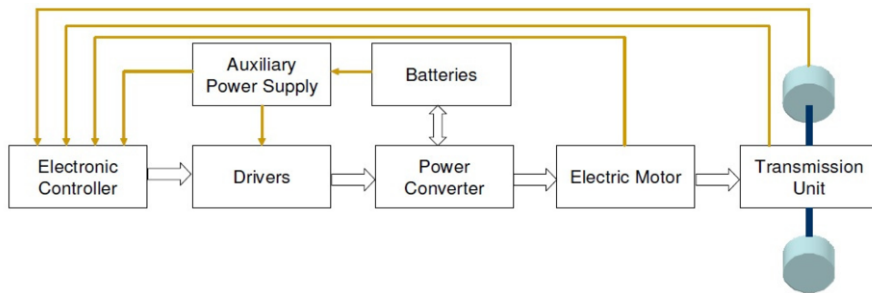 Auxiliary
Power Supply
Batteries
Electronic
Controller
Drivers
Power
Converter
Electric Motor
Transmission
Unit